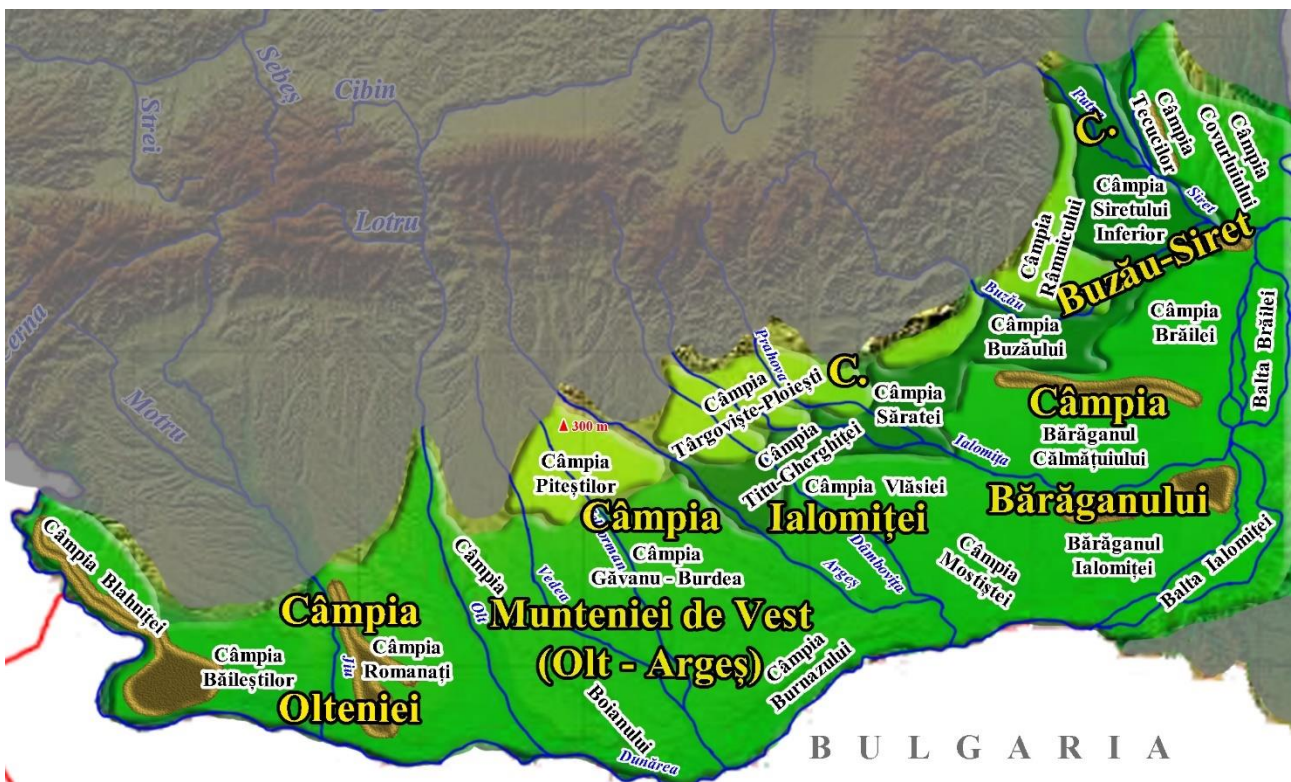 Strei
Sebeș
Cibin
Lotru
Motru
Putna
C.
Câmpia
Tecucilor
Câmpia
Covurluiului
Câmpia
Siretului
Inferior
Siret
Câmpia
Râmnicului
Buzău-Siret
Buzău
Câmpia
Buzăului
Câmpia
Brăilei
Balta Brăilei
Prahova
C.
Câmpia
Târgoviște-Ploiești
Câmpia
Săratei
Câmpia
Bărăganul
Călmățuiului
Ialomița
▲ 300 m
Câmpia
Piteștilor
Câmpia
Titu-Gherghiței
Câmpia Vlăsiei
Ialomiței
Bărăganului
Câmpia
Câmpia
Găvanu - Burdea
Argeș
Dâmbovița
Câmpia
Mostiștei
Bărăganul
Ialomiței
Balta Ialomiței
Câmpia Blahniței
Câmpia
Olt
Vedea
Câmpia
Munteniei de Vest
(Olt - Argeș)
Câmpia
Romanați
Jiu
Câmpia
Băileștilor
Olteniei
Câmpia
Burnazului
Boianului
Dunărea
BULGARIA